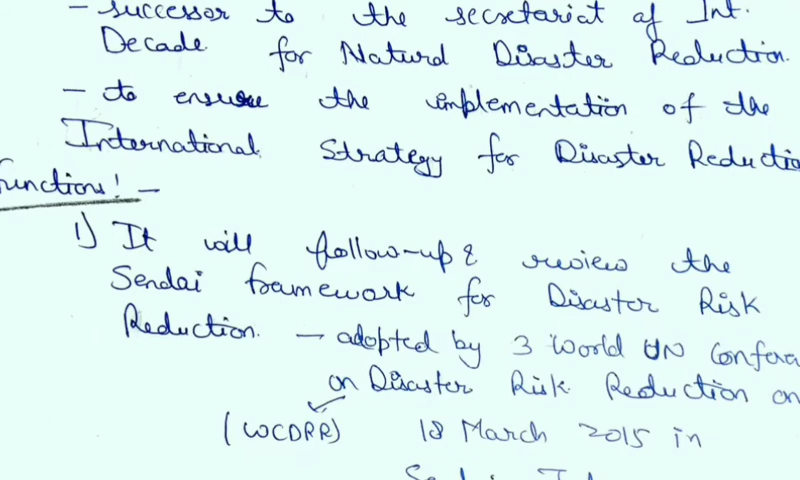 - successor to the secretariat of Int.
Decade for Natural Disaster Reduction.
- to ensure the implementation of the
International Strategy for Disaster Reductio
Functions! -
1) It will follow-up & review the
Sendai framework for Disaster Risk
Reduction. - adopted by 3 World UN Confera
on Disaster Risk Reduction on
(WCDRR) 18 March 2015 in